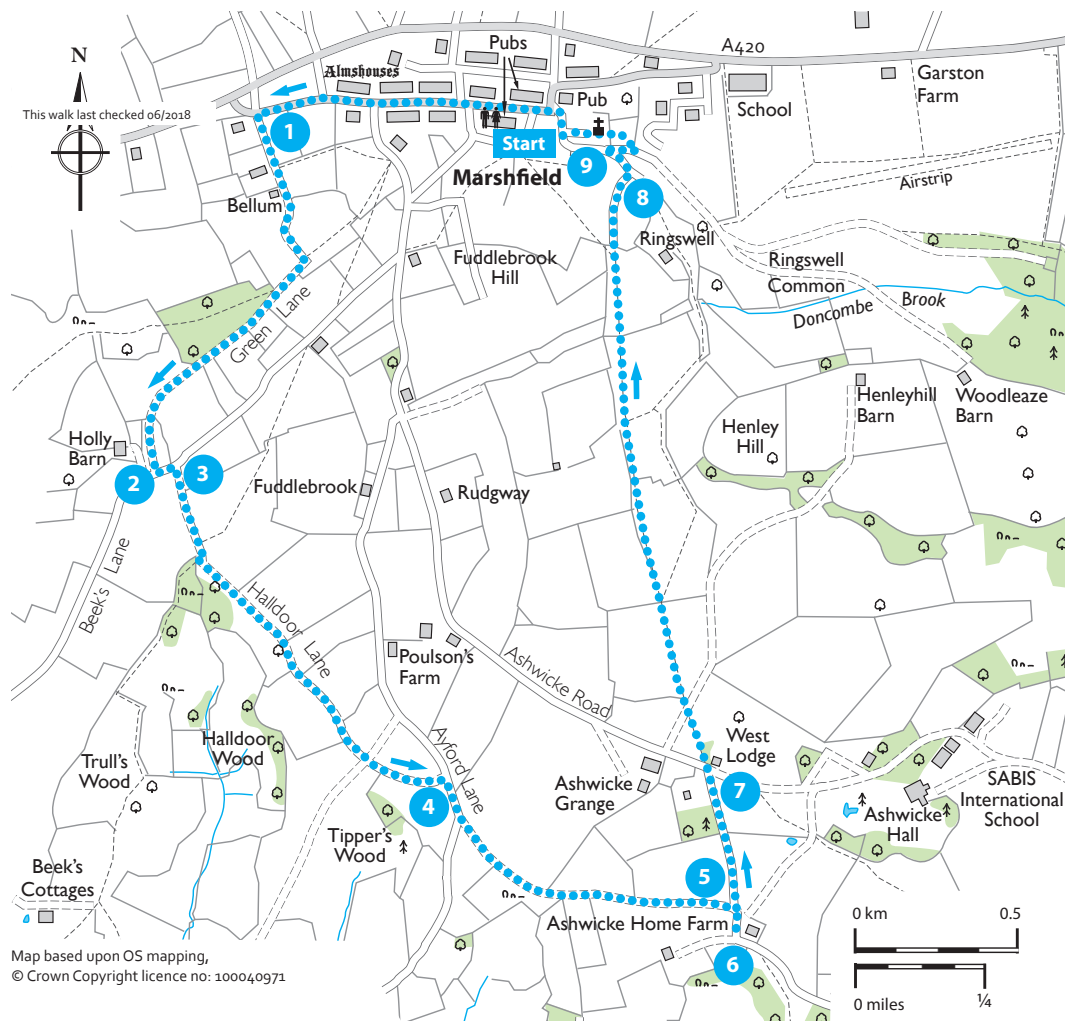 N
This walk last checked 06/2018
Pubs
A420
Almshouses
Pub
School
Garston
Farm
1
Start
Marshfield
9
8
Airstrip
Bellum
Ringswell
Fuddlebrook
Hill
Ringswell
Common
Green Lane
Doncombe
Brook
Holly
Barn
Henleyhill
Barn
Woodleaze
Barn
Henley
Hill
2
3
Fuddlebrook
Rudgway
Beek's Lane
Halldoor Lane
Poulson's
Farm
Ashwicke Road
Ayford Lane
West
Lodge
Halldoor
Wood
Trull's
Wood
Ashwicke
Grange
7
SABIS
International
School
Ashwicke
Hall
4
Tipper's
Wood
Beek's
Cottages
5
Ashwicke Home Farm
6
0 km
0.5
0 miles
¼
Map based upon OS mapping,
© Crown Copyright licence no: 100040971